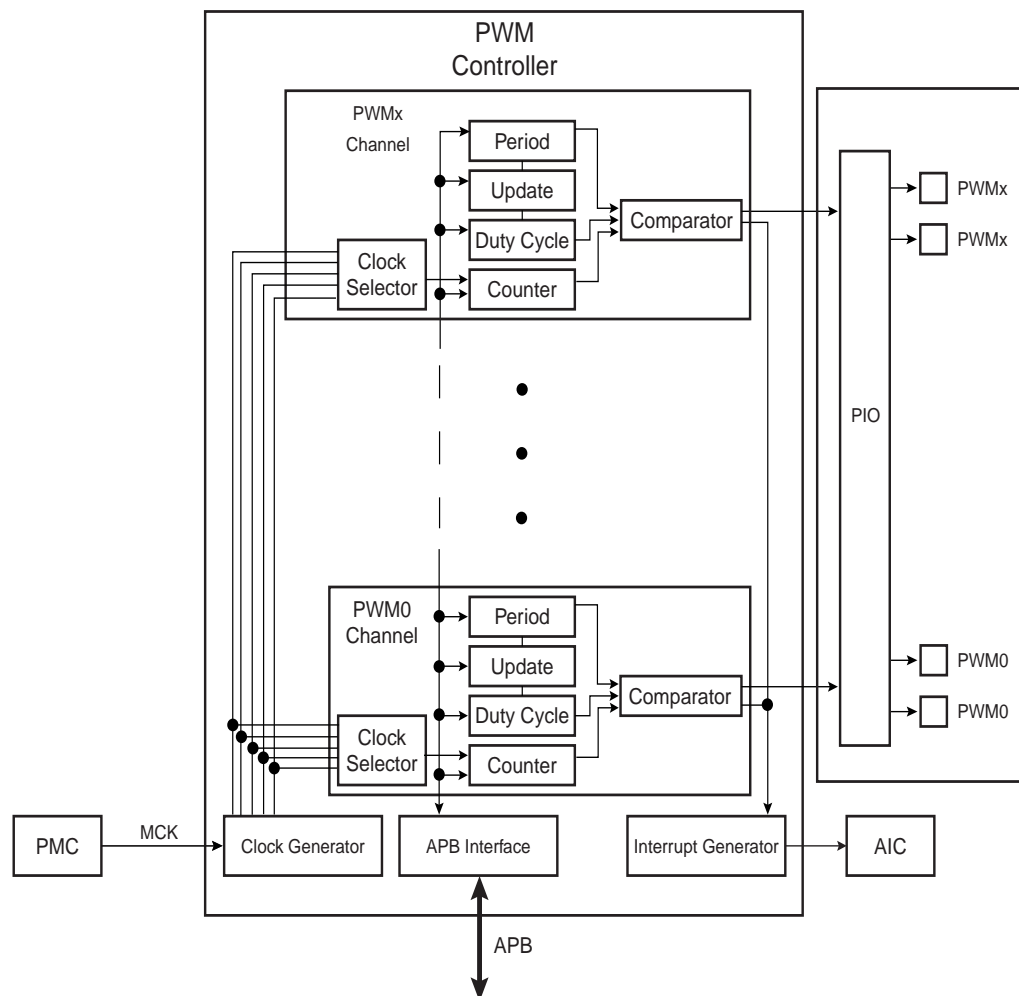 PWM
Controller
PWMx
Channel
Period
Update
Duty Cycle
Comparator
Clock
Selector
Counter
PIO
PWMx
PWMx
PWM0
Channel
Period
Update
Duty Cycle
Comparator
Clock
Selector
Counter
PWM0
PWM0
PMC
MCK
Clock Generator
APB Interface
Interrupt Generator
AIC
APB